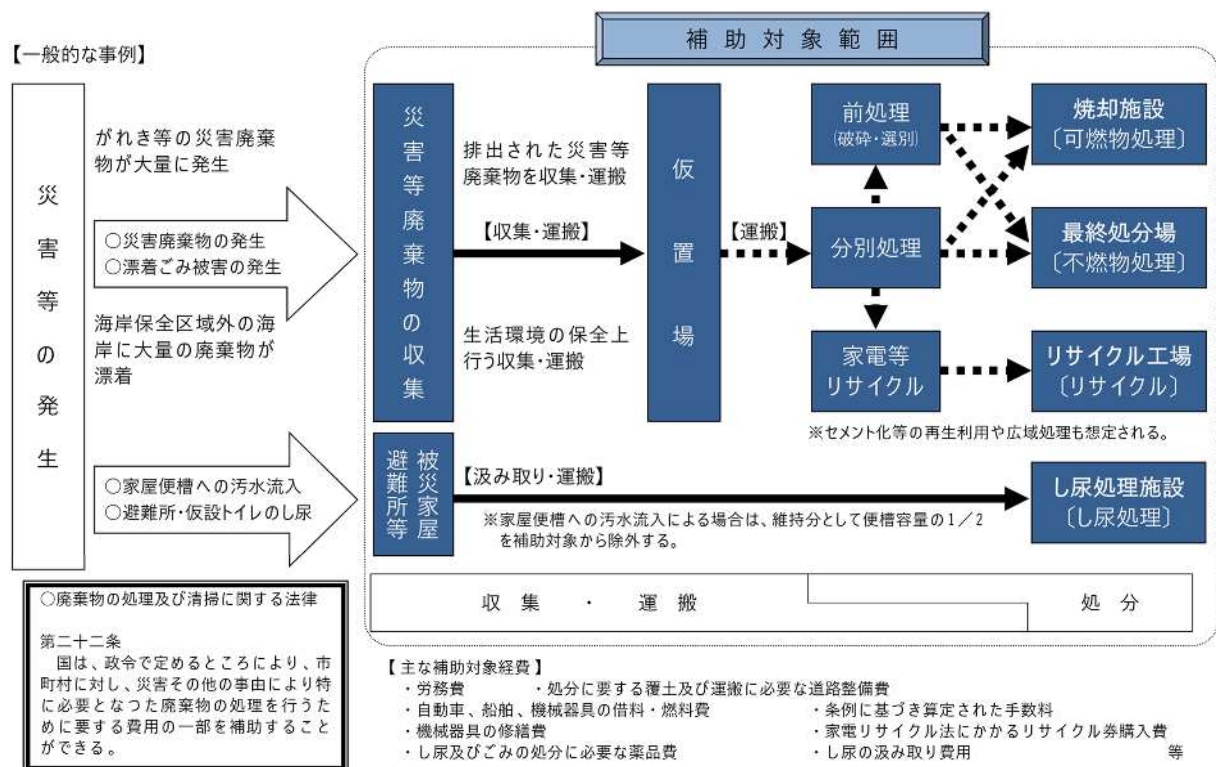 補助対象範囲
【一般的な事例】
災害等の発生
がれき等の災害廃棄
物が大量に発生
○災害廃棄物の発生
○漂着ごみ被害の発生
海岸保全区域外の海
岸に大量の廃棄物が
漂着
○家屋便槽への汚水流入
○避難所・仮設トイレのし尿
災害等廃棄物の収集
排出された災害等
廃棄物を収集・運搬
【収集・運搬】
生活環境の保全上
行う収集・運搬
仮置場
【運搬】
前処理
(破砕・選別)
分別処理
家電等
リサイクル
焼却施設
〔可燃物処理〕
最終処分場
〔不燃物処理〕
リサイクル工場
〔リサイクル〕
※セメント化等の再生利用や広域処理も想定される。
被災家屋
避難所等
【汲み取り・運搬】
※家屋便槽への汚水流入による場合は、維持分として便槽容量の1/2
を補助対象から除外する。
し尿処理施設
〔し尿処理〕
収集・運搬
処分
○廃棄物の処理及び清掃に関する法律
第二十二条
国は、政令で定めるところにより、市
町村に対し、災害その他の事由により特
に必要となつた廃棄物の処理を行うた
めに要する費用の一部を補助すること
ができる。
【主な補助対象経費】
・労務費 ・処分に要する覆土及び運搬に必要な道路整備費
・自動車、船舶、機械器具の借料・燃料費 ・条例に基づき算定された手数料
・機械器具の修繕費 ・家電リサイクル法にかかるリサイクル券購入費
・し尿及びごみの処分に必要な薬品費 ・し尿の汲み取り費用 等